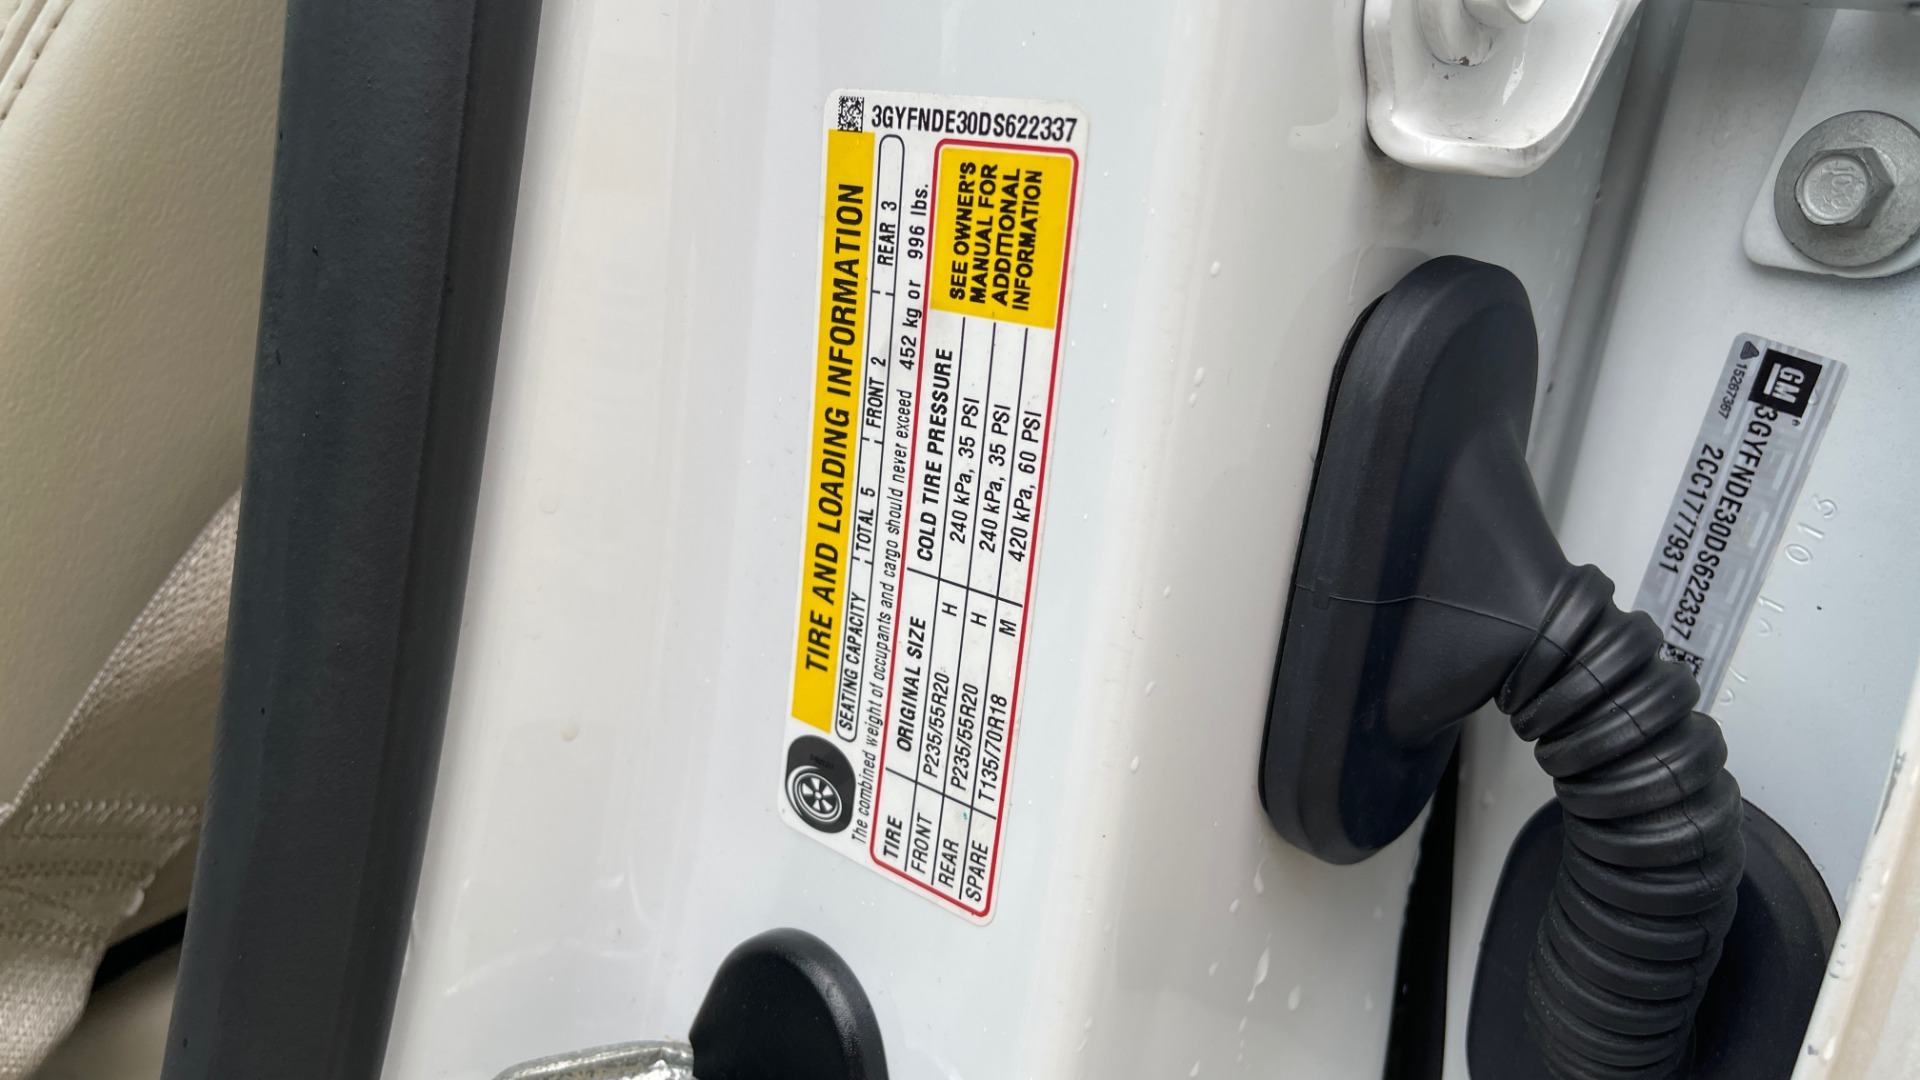 3GYFNDE30DS622337
TIRE AND LOADING INFORMATION
SEATING CAPACITY TOTAL 5 FRONT 2 REAR 3
The combined weight of occupants and cargo should never exceed 452 kg or 996 lbs.
TIRE ORIGINAL SIZE COLD TIRE PRESSURE
FRONT P235/55R20 H 240 kPa, 35 PSI
REAR P235/55R20 H 240 kPa, 35 PSI
SPARE T135/70R18 M 420 kPa, 60 PSI
SEE OWNER'S
MANUAL FOR
ADDITIONAL
INFORMATION
GM
15267367
3GYFNDE30DS622337
2CC1777931
013